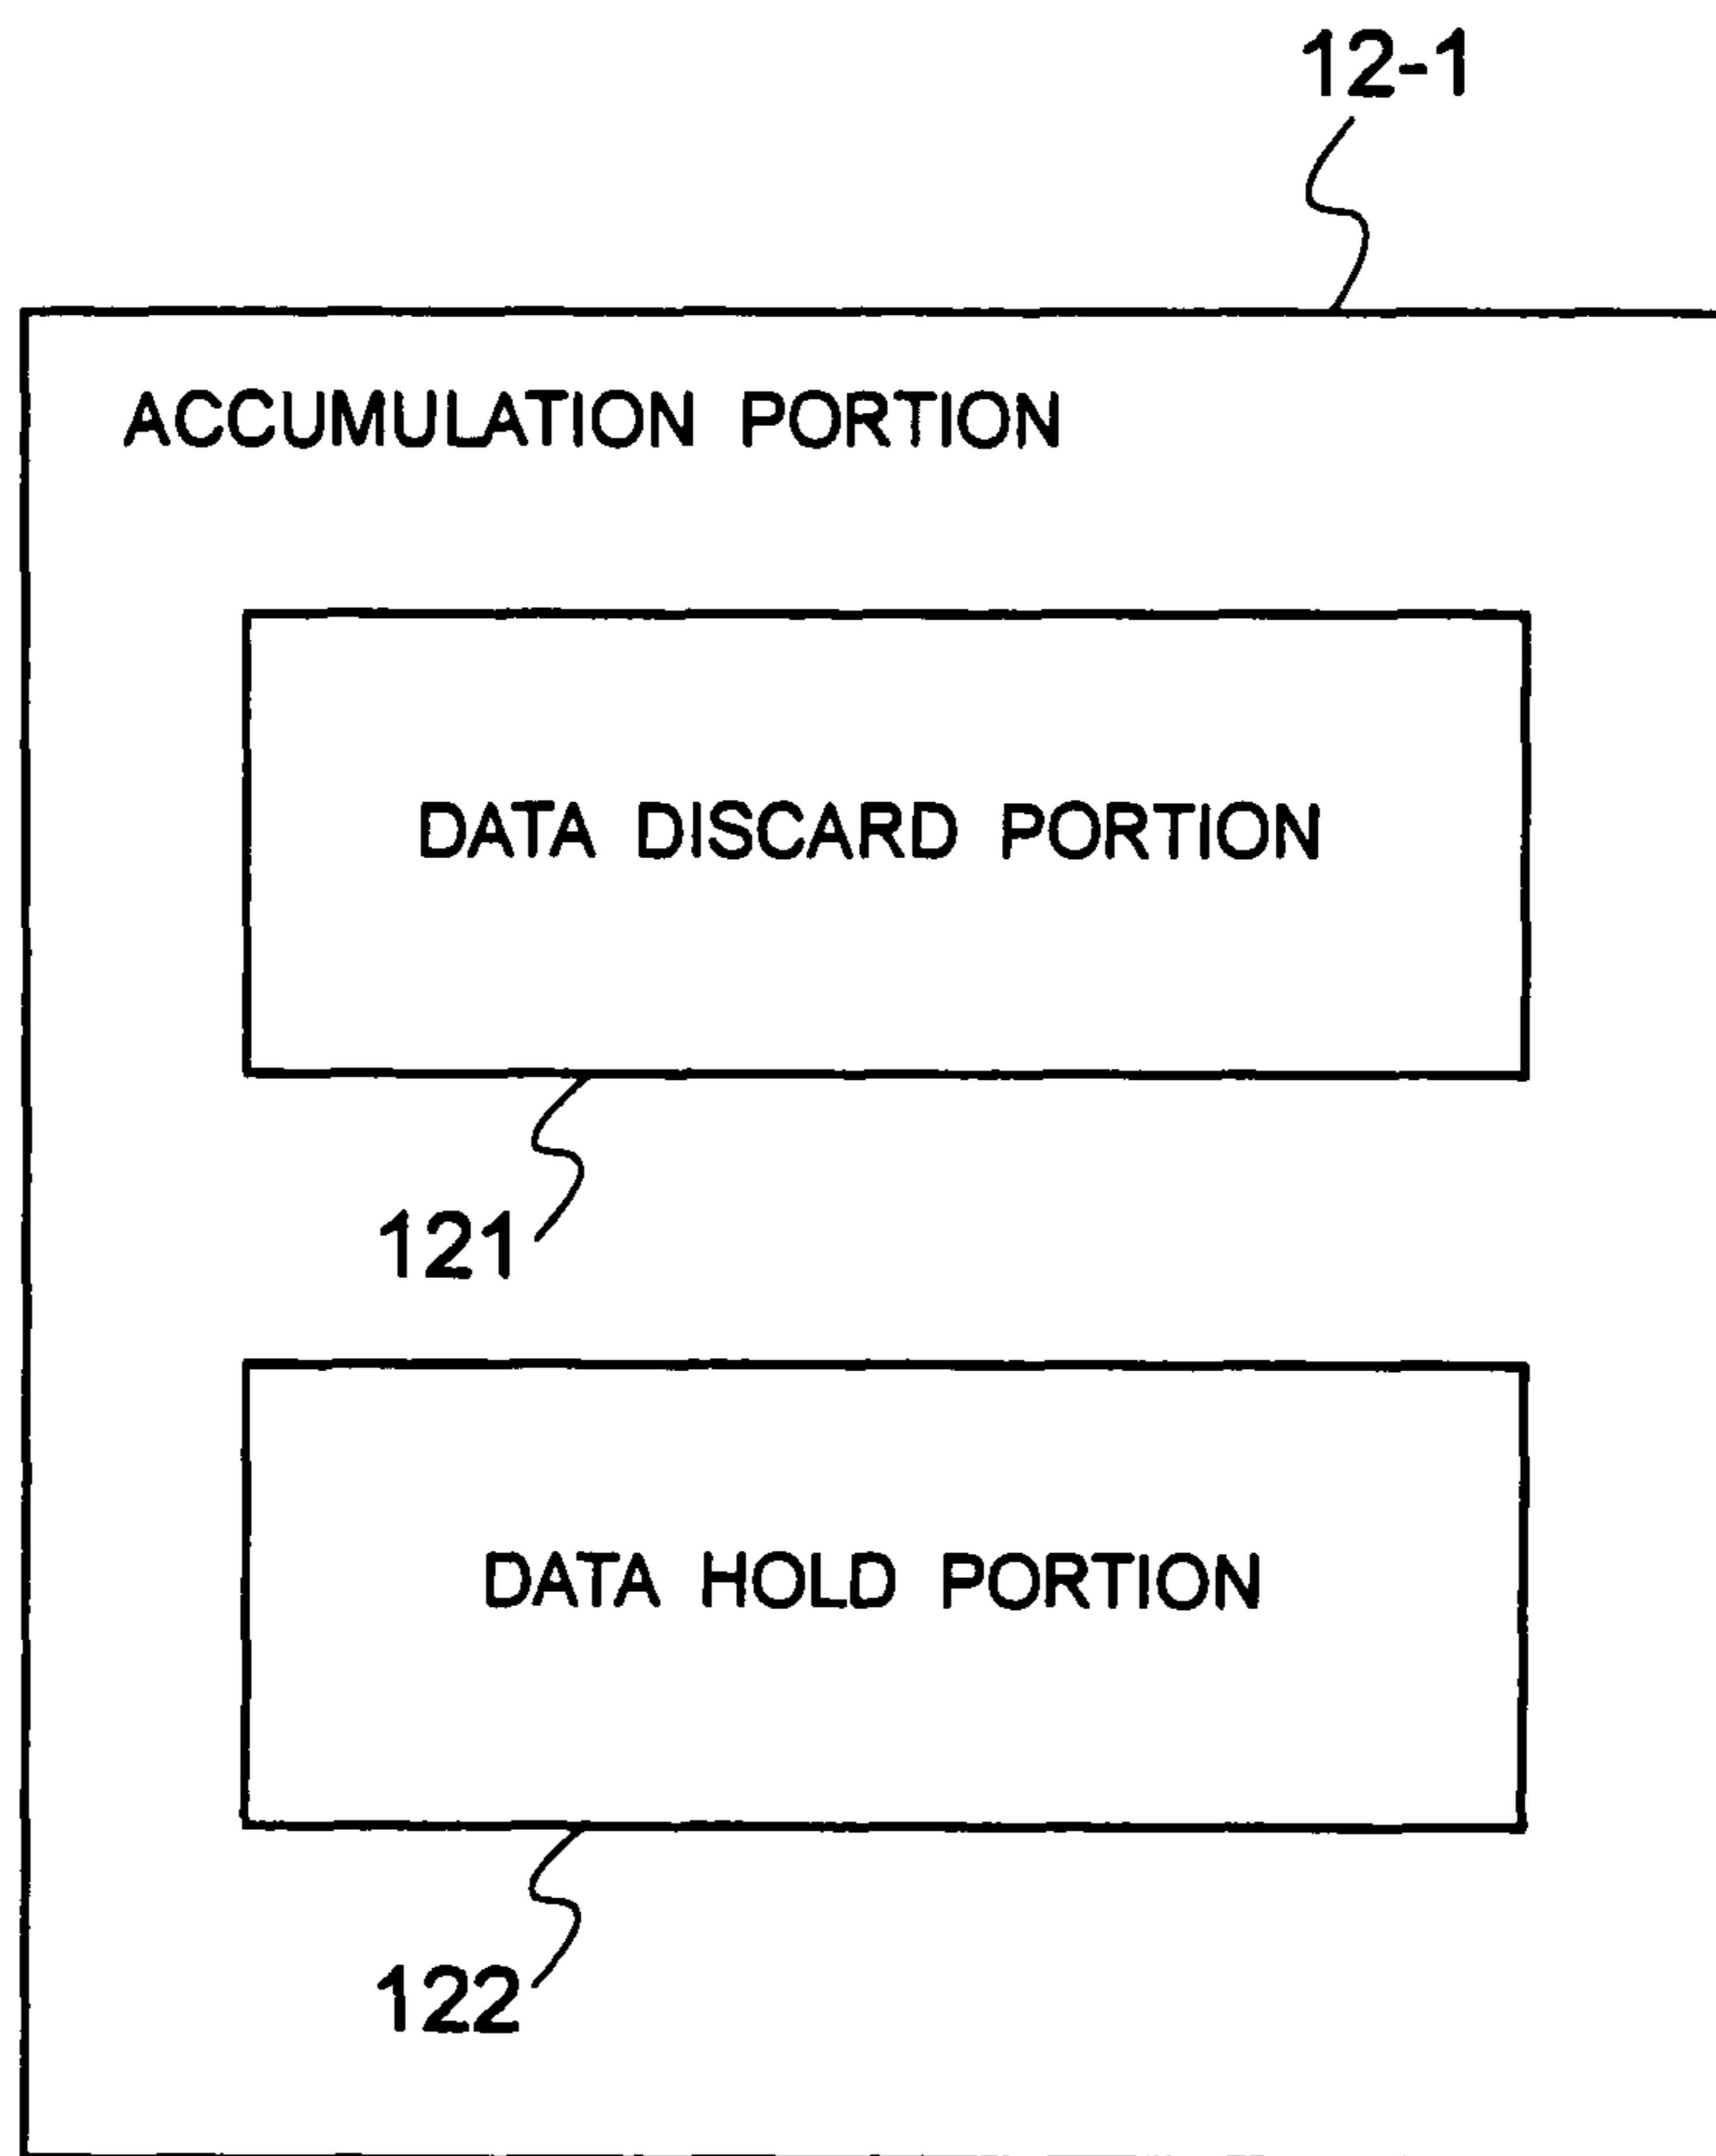 12-1
ACCUMULATION PORTION
DATA DISCARD PORTION
121
DATA HOLD PORTION
122